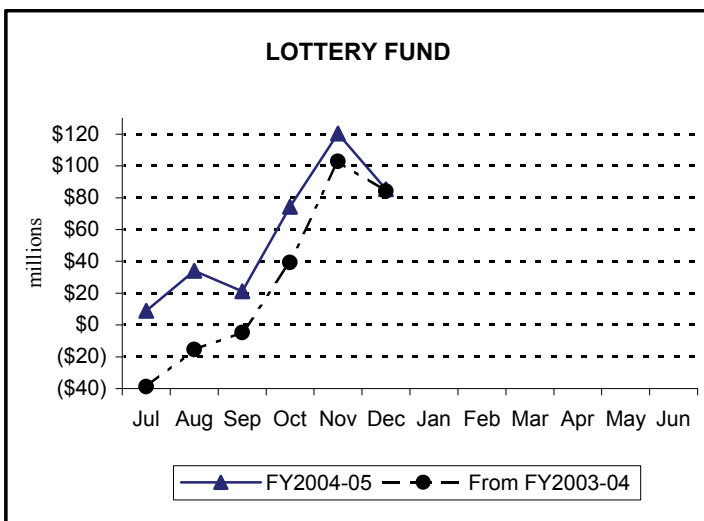 LOTTERY FUND
$120
$100
$80
$60
$40
$20
$0
($20)
($40)
millions
Jul Aug Sep Oct Nov Dec Jan Feb Mar Apr May Jun
FY2004-05 From FY2003-04